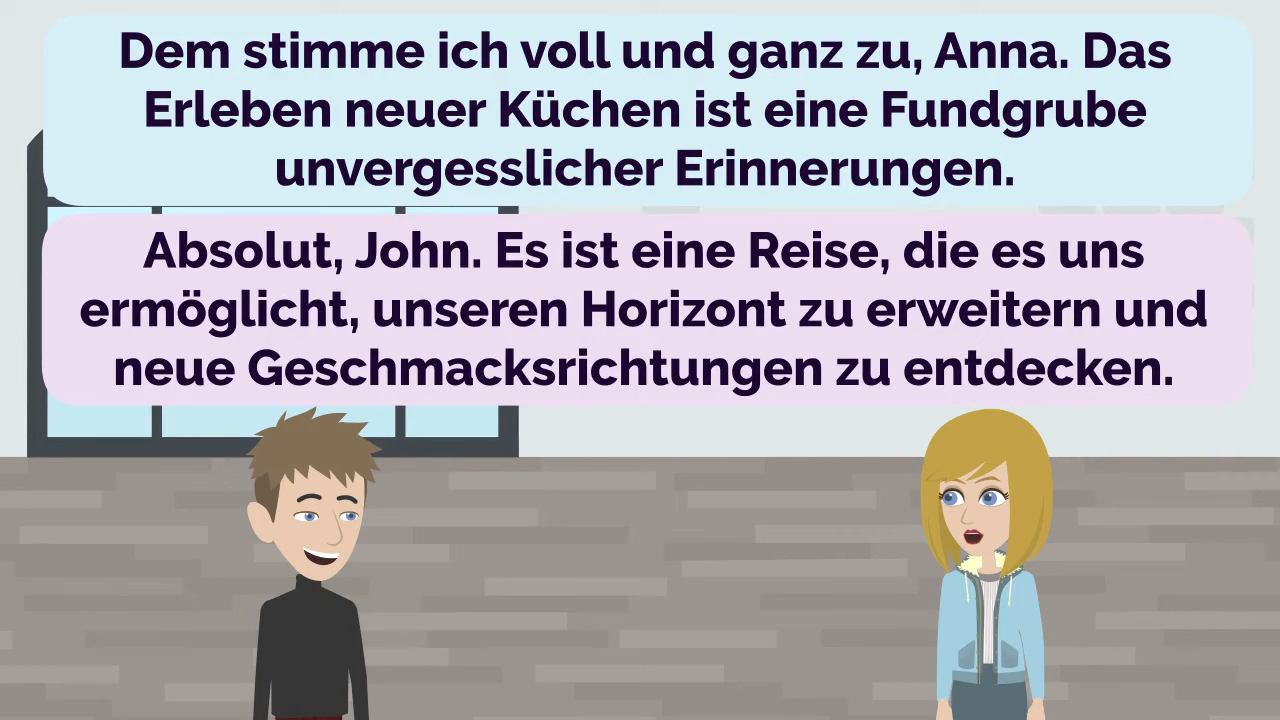 Dem stimme ich voll und ganz zu, Anna. Das
Erleben neuer Küchen ist eine Fundgrube
unvergesslicher Erinnerungen.
Absolut, John. Es ist eine Reise, die es uns
ermöglicht, unseren Horizont zu erweitern und
neue Geschmacksrichtungen zu entdecken.